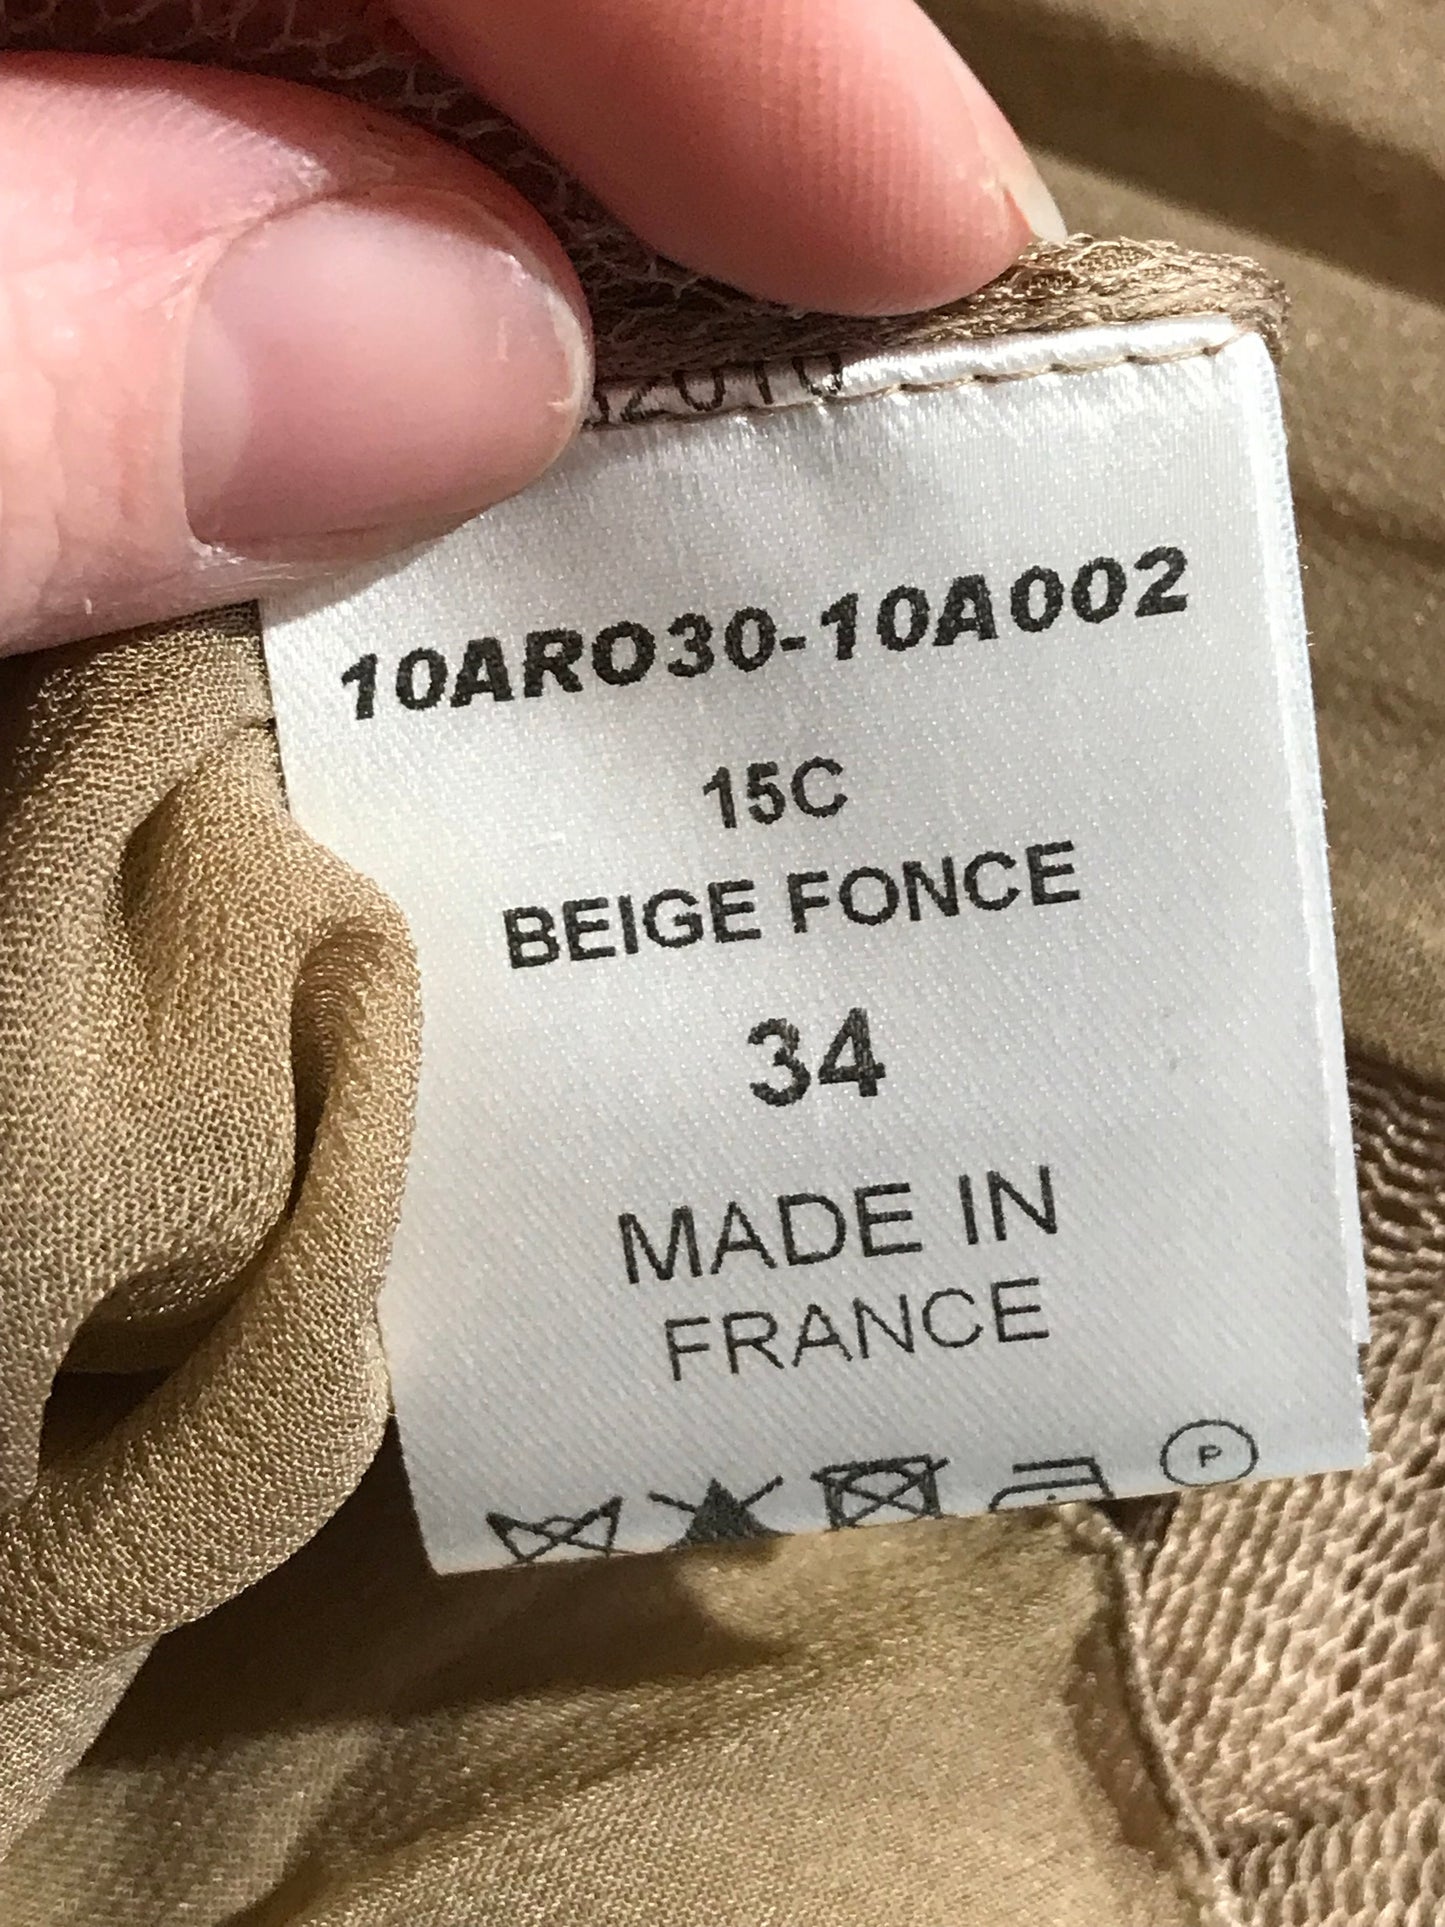 10ARO30-10A002
15C
BEIGE FONCE
34
MADE IN
FRANCE
P